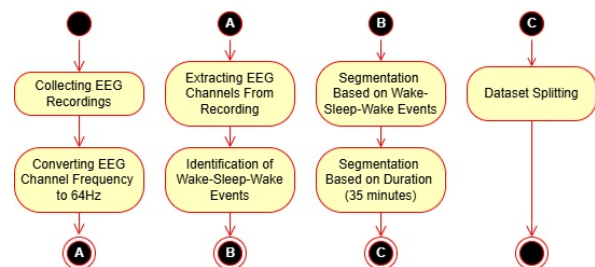 Collecting EEG
Recordings
Converting EEG
Channel Frequency
to 64Hz
A
A
Extracting EEG
Channels From
Recording
Identification of
Wake-Sleep-Wake
Events
B
B
Segmentation
Based on Wake-
Sleep-Wake Events
Segmentation
Based on Duration
(35 minutes)
C
C
Dataset Splitting